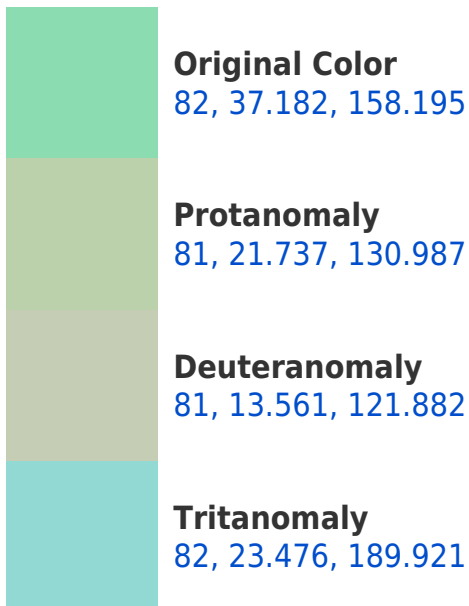 Original Color
82, 37.182, 158.195
Protanomaly
81, 21.737, 130.987
Deuteranomaly
81, 13.561, 121.882
Tritanomaly
82, 23.476, 189.921